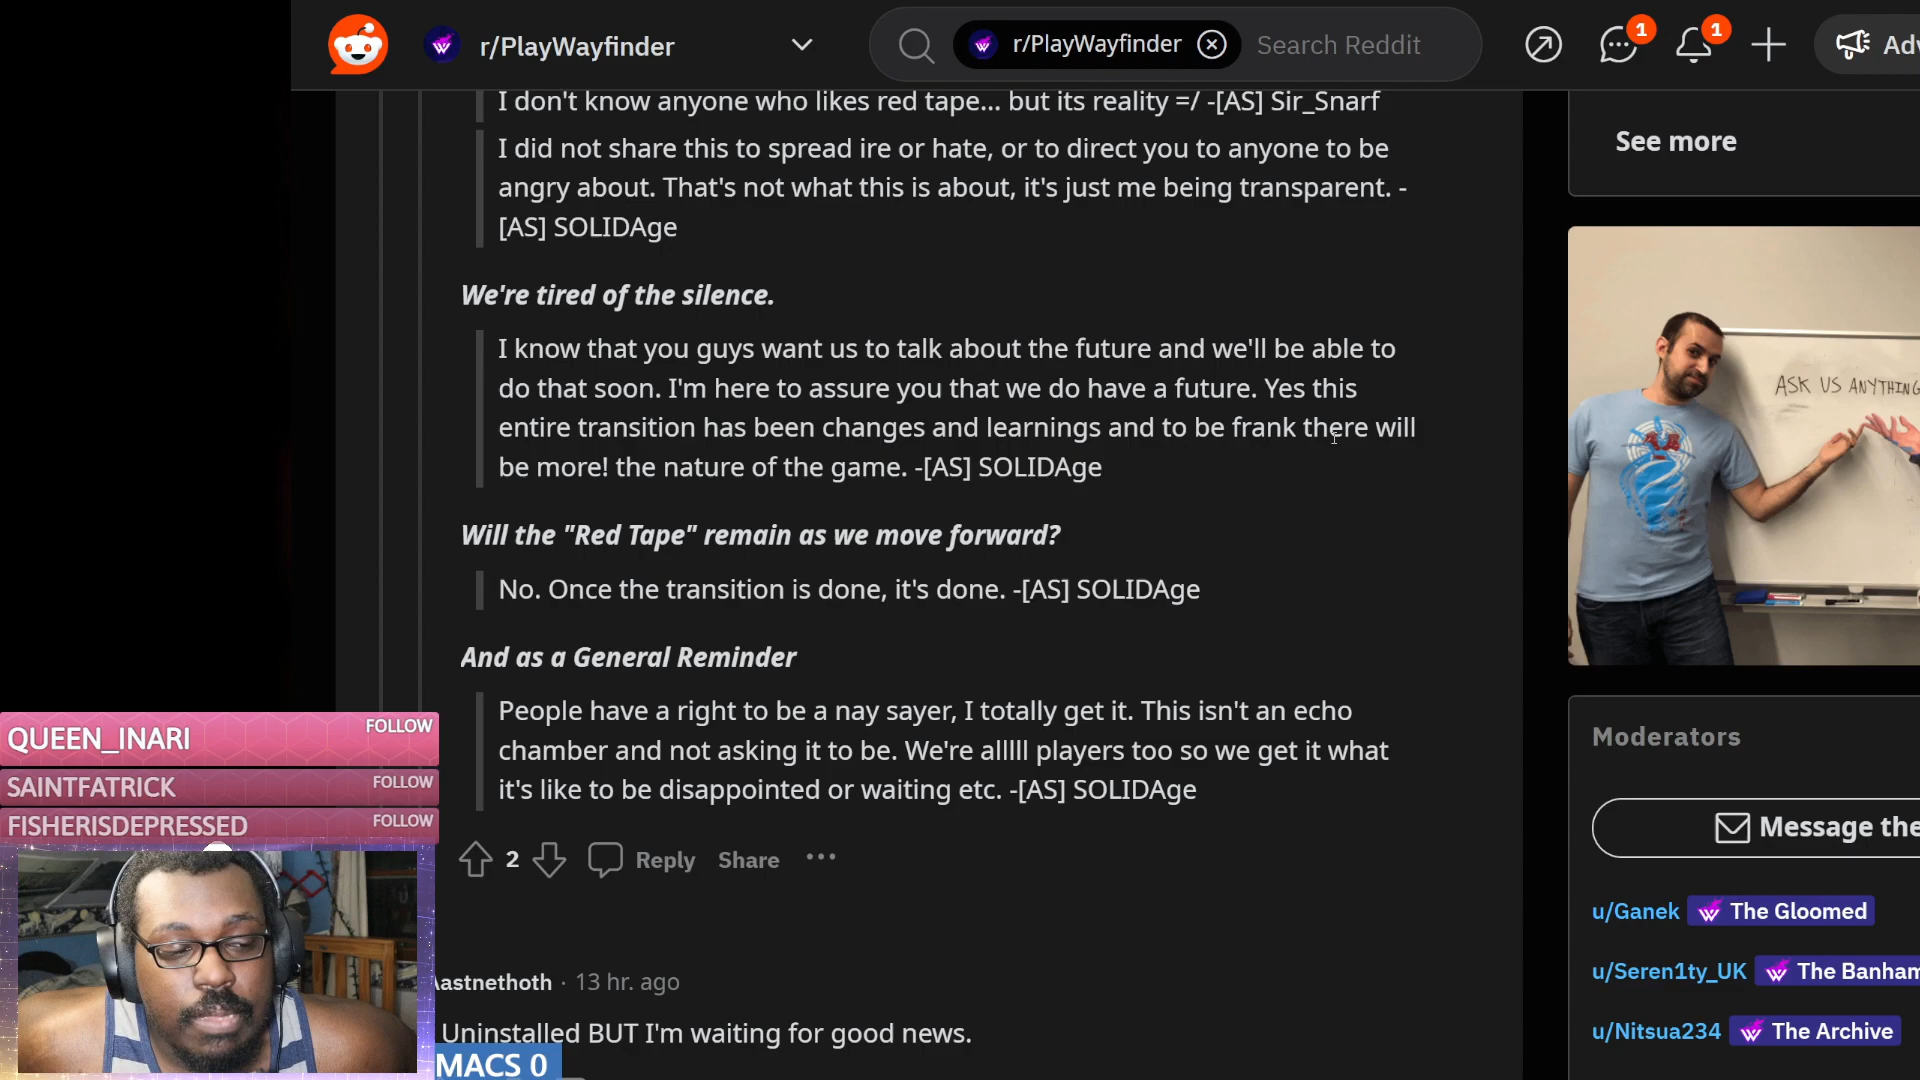 r/PlayWayfinder
r/PlayWayfinder
Search Reddit
1
1
I don't know anyone who likes red tape... but its reality =/ -[AS] Sir_Snarf
I did not share this to spread ire or hate, or to direct you to anyone to be
angry about. That's not what this is about, it's just me being transparent. -
[AS] SOLIDAge
We're tired of the silence.
I know that you guys want us to talk about the future and we'll be able to
do that soon. I'm here to assure you that we do have a future. Yes this
entire transition has been changes and learnings and to be frank there will
be more! the nature of the game. -[AS] SOLIDAge
Will the "Red Tape" remain as we move forward?
No. Once the transition is done, it's done. -[AS] SOLIDAge
And as a General Reminder
People have a right to be a nay sayer, I totally get it. This isn't an echo
chamber and not asking it to be. We're alllll players too so we get it what
it's like to be disappointed or waiting etc. -[AS] SOLIDAge
2
Reply
Share
astnethoth · 13 hr. ago
Uninstalled BUT I'm waiting for good news.
MACS 0
QUEEN_INARI
FOLLOW
SAINTFATRICK
FOLLOW
FISHERISDEPRESSED
FOLLOW
See more
ASK US ANYTHING
Moderators
Message the
u/Ganek
The Gloomed
u/Seren1ty_UK
The Banham
u/Nitsua234
The Archive